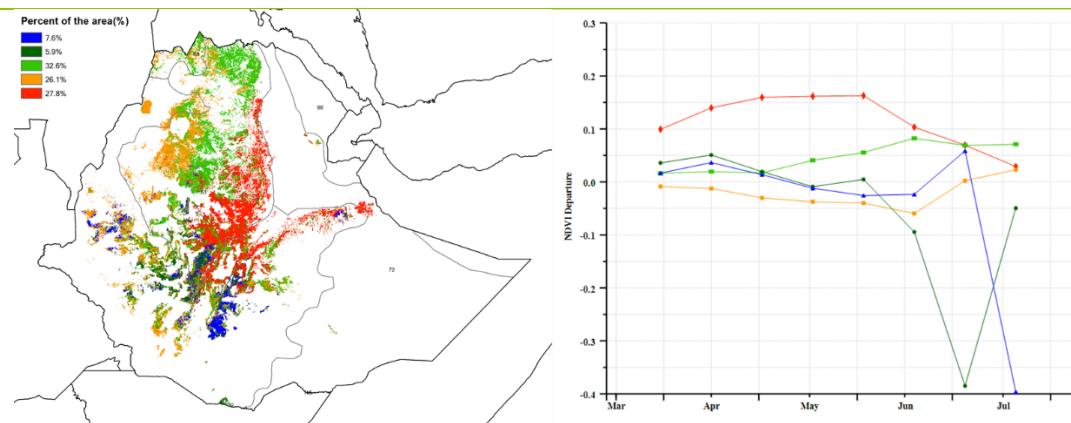 Percent of the area(%)
7.6%
5.9%
32.6%
26.1%
27.8%
66
72
0.3
0.2
0.1
0.0
-0.1
-0.2
-0.3
-0.4
NDVI Departure
Mar
Apr
May
Jun
Jul